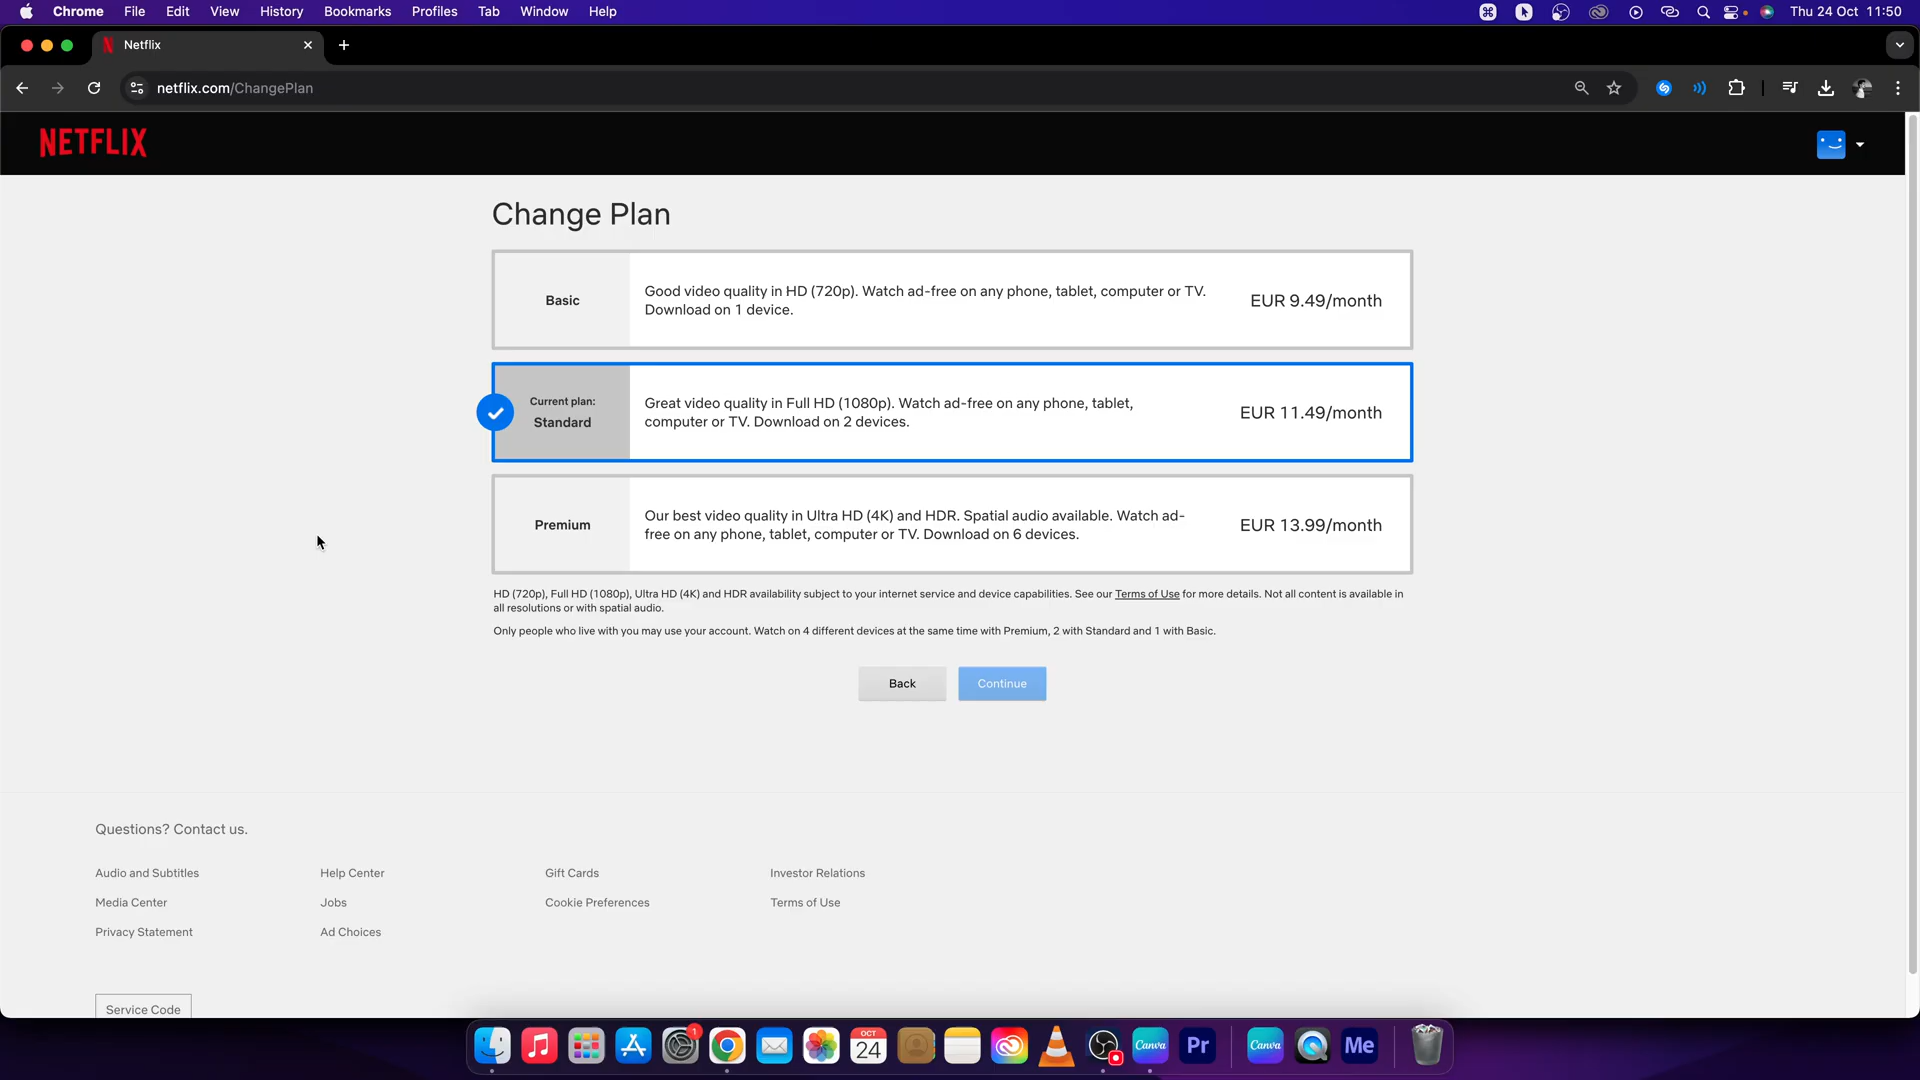 Chrome File Edit View History Bookmarks Profiles Tab Window Help Thu 24 Oct 11:50
Netflix
netflix.com/ChangePlan
NETFLIX
Change Plan
Basic
Good video quality in HD (720p). Watch ad-free on any phone, tablet, computer or TV.
Download on 1 device.
EUR 9.49/month
Current plan:
Standard
Great video quality in Full HD (1080p). Watch ad-free on any phone, tablet,
computer or TV. Download on 2 devices.
EUR 11.49/month
Premium
Our best video quality in Ultra HD (4K) and HDR. Spatial audio available. Watch ad-
free on any phone, tablet, computer or TV. Download on 6 devices.
EUR 13.99/month
HD (720p), Full HD (1080p), Ultra HD (4K) and HDR availability subject to your internet service and device capabilities. See our Terms of Use for more details. Not all content is available in
all resolutions or with spatial audio.
Only people who live with you may use your account. Watch on 4 different devices at the same time with Premium, 2 with Standard and 1 with Basic.
Back Continue
Questions? Contact us.
Audio and Subtitles Help Center Gift Cards Investor Relations
Media Center Jobs Cookie Preferences Terms of Use
Privacy Statement Ad Choices
Service Code
1
OCT
24
Canva
Pr
Canva
Me